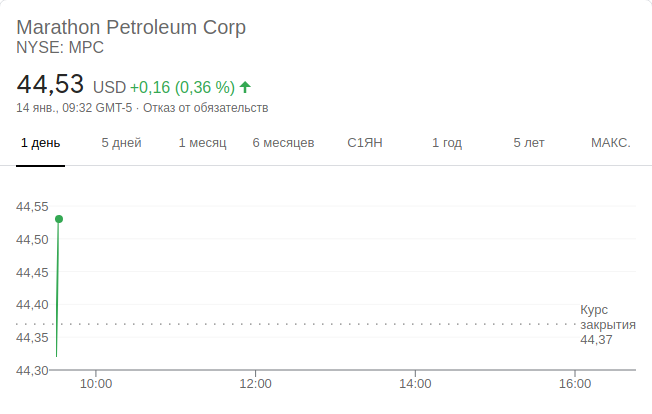 Marathon Petroleum Corp
NYSE: MPC
44,53 USD +0,16 (0,36 %)
14 янв., 09:32 GMT-5 · Отказ от обязательств
1 день 5 дней 1 месяц 6 месяцев С1ЯН 1 год 5 лет МАКС.
44,55
44,50
44,45
44,40
44,35
44,30
Курс
закрытия
44,37
10:00 12:00 14:00 16:00